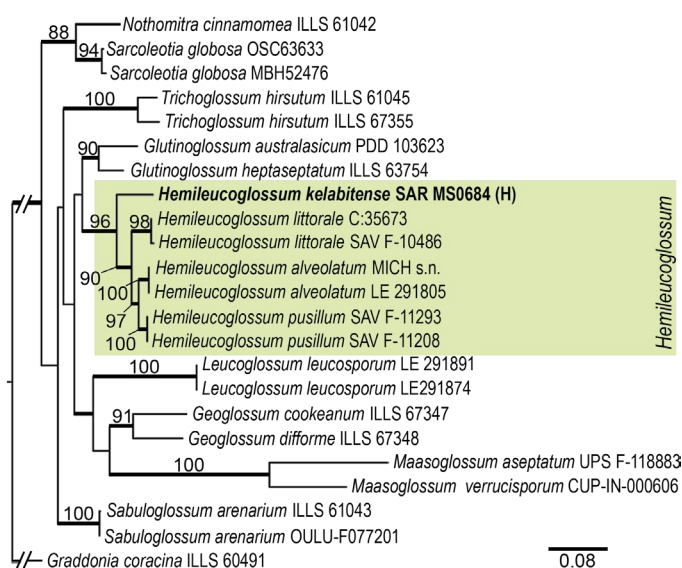 88
Nothomitra cinnamomea ILLS 61042
94
Sarcoleotia globosa OSC63633
Sarcoleotia globosa MBH52476
100
Trichoglossum hirsutum ILLS 61045
Trichoglossum hirsutum ILLS 67355
90
Glutinoglossum australasicum PDD 103623
Glutinoglossum heptaseptatum ILLS 63754
Hemileucoglossum kelabitense SAR MS0684 (H)
96
98
Hemileucoglossum littorale C:35673
Hemileucoglossum littorale SAV F-10486
90
Hemileucoglossum alveolatum MICH s.n.
100
Hemileucoglossum alveolatum LE 291805
97
Hemileucoglossum pusillum SAV F-11293
100
Hemileucoglossum pusillum SAV F-11208
Hemileucoglossum
100
Leucoglossum leucosporum LE 291891
Leucoglossum leucosporum LE291874
91
Geoglossum cookeanum ILLS 67347
Geoglossum difforme ILLS 67348
100
Maasoglossum aseptatum UPS F-118883
Maasoglossum verrucisporum CUP-IN-000606
100
Sabuloglossum arenarium ILLS 61043
Sabuloglossum arenarium OULU-F077201
Graddonia coracina ILLS 60491
0.08